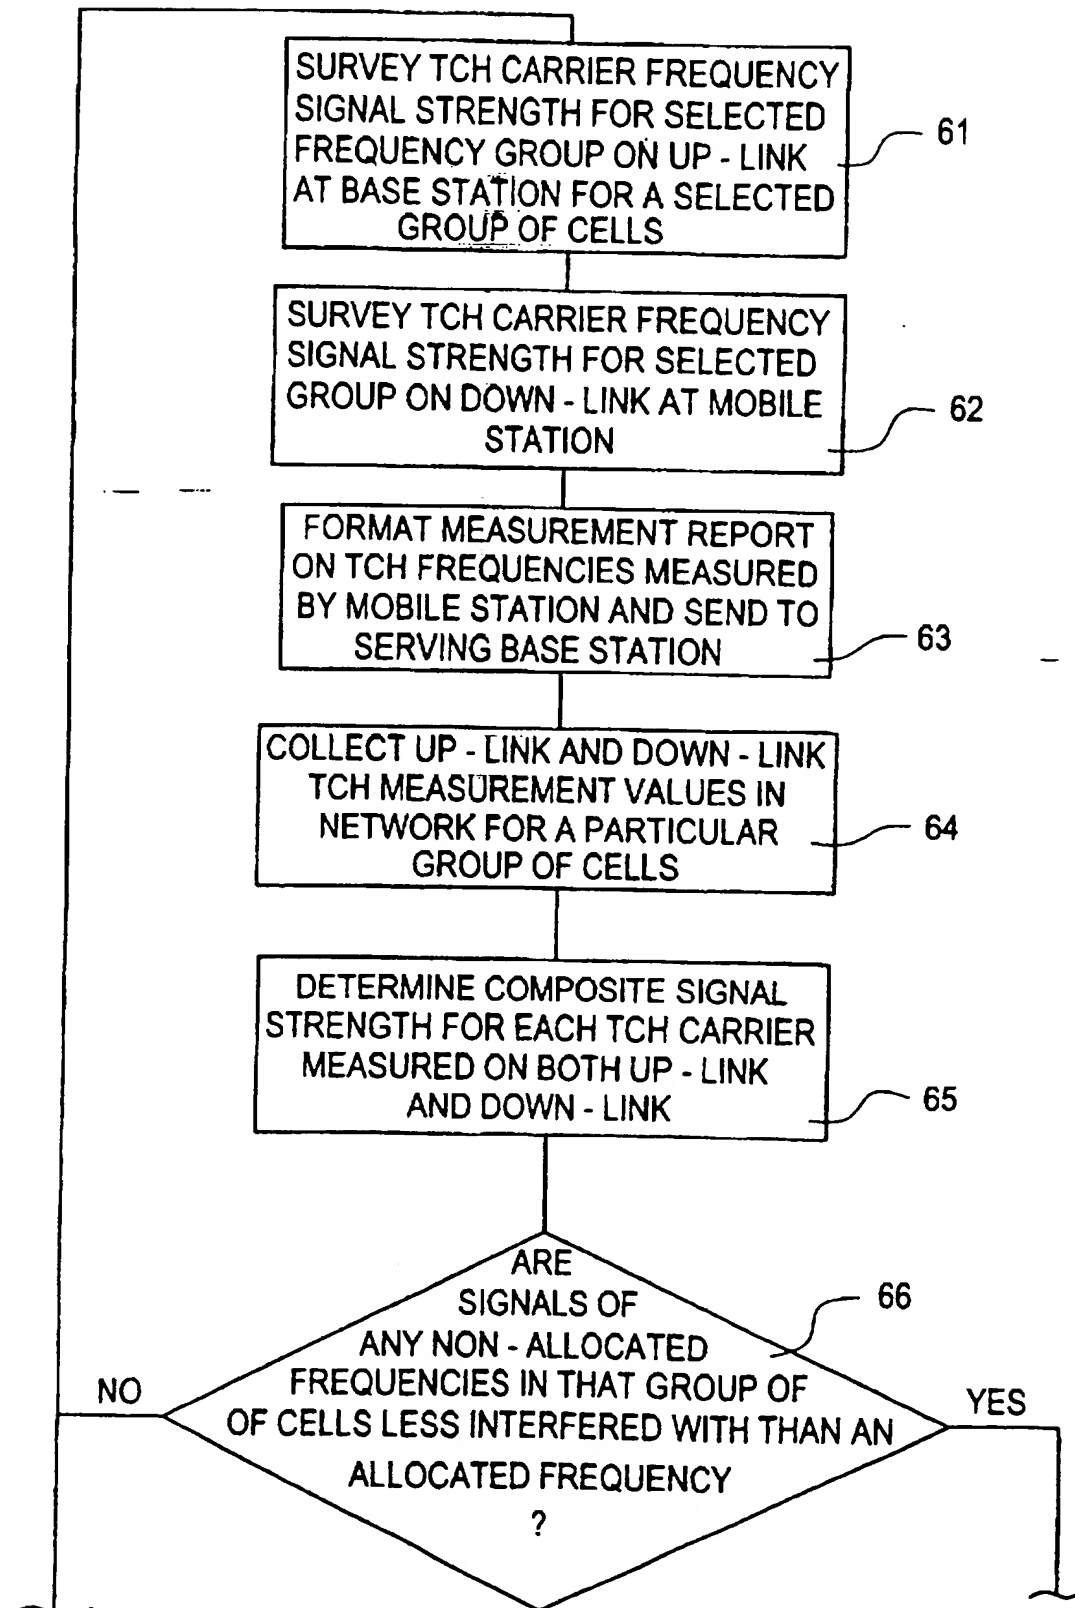 SURVEY TCH CARRIER FREQUENCY
SIGNAL STRENGTH FOR SELECTED
FREQUENCY GROUP ON UP - LINK
AT BASE STATION FOR A SELECTED
GROUP OF CELLS
61
SURVEY TCH CARRIER FREQUENCY
SIGNAL STRENGTH FOR SELECTED
GROUP ON DOWN - LINK AT MOBILE
STATION
62
FORMAT MEASUREMENT REPORT
ON TCH FREQUENCIES MEASURED
BY MOBILE STATION AND SEND TO
SERVING BASE STATION
63
COLLECT UP - LINK AND DOWN - LINK
TCH MEASUREMENT VALUES IN
NETWORK FOR A PARTICULAR
GROUP OF CELLS
64
DETERMINE COMPOSITE SIGNAL
STRENGTH FOR EACH TCH CARRIER
MEASURED ON BOTH UP - LINK
AND DOWN - LINK
65
ARE
SIGNALS OF
ANY NON - ALLOCATED
FREQUENCIES IN THAT GROUP OF
OF CELLS LESS INTERFERED WITH THAN AN
ALLOCATED FREQUENCY
?
66
NO
YES